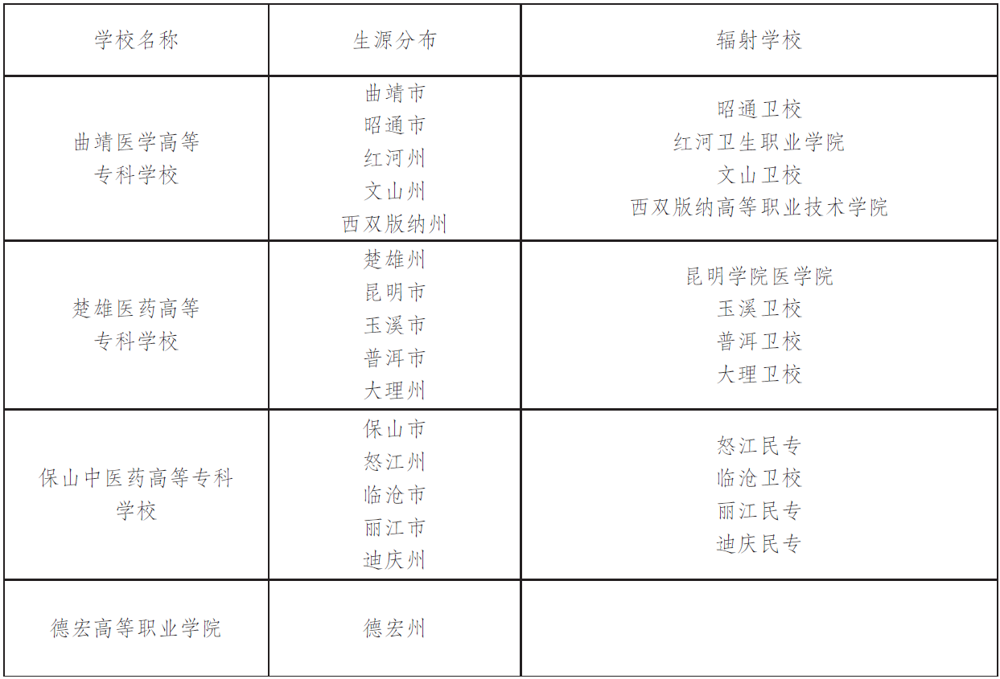 学校名称
生源分布
辐射学校
曲靖医学高等
专科学校
曲靖市
昭通市
红河州
文山州
西双版纳州
昭通卫校
红河卫生职业学院
文山卫校
西双版纳高等职业技术学院
楚雄医药高等
专科学校
楚雄州
昆明市
玉溪市
普洱市
大理州
昆明学院医学院
玉溪卫校
普洱卫校
大理卫校
保山中医药高等专科
学校
保山市
怒江州
临沧市
丽江市
迪庆州
怒江民专
临沧卫校
丽江民专
迪庆民专
德宏高等职业学院
德宏州